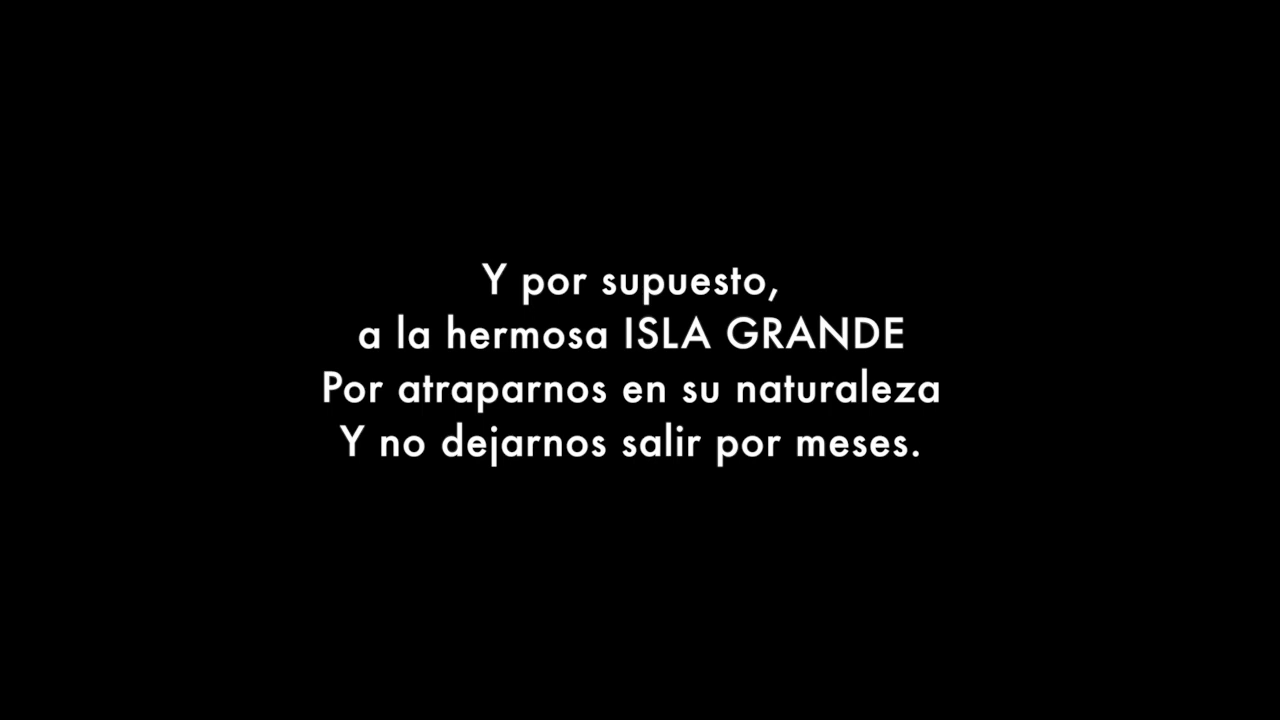 Y por supuesto,
a la hermosa ISLA GRANDE
Por atraparnos en su naturaleza
Y no dejarnos salir por meses.